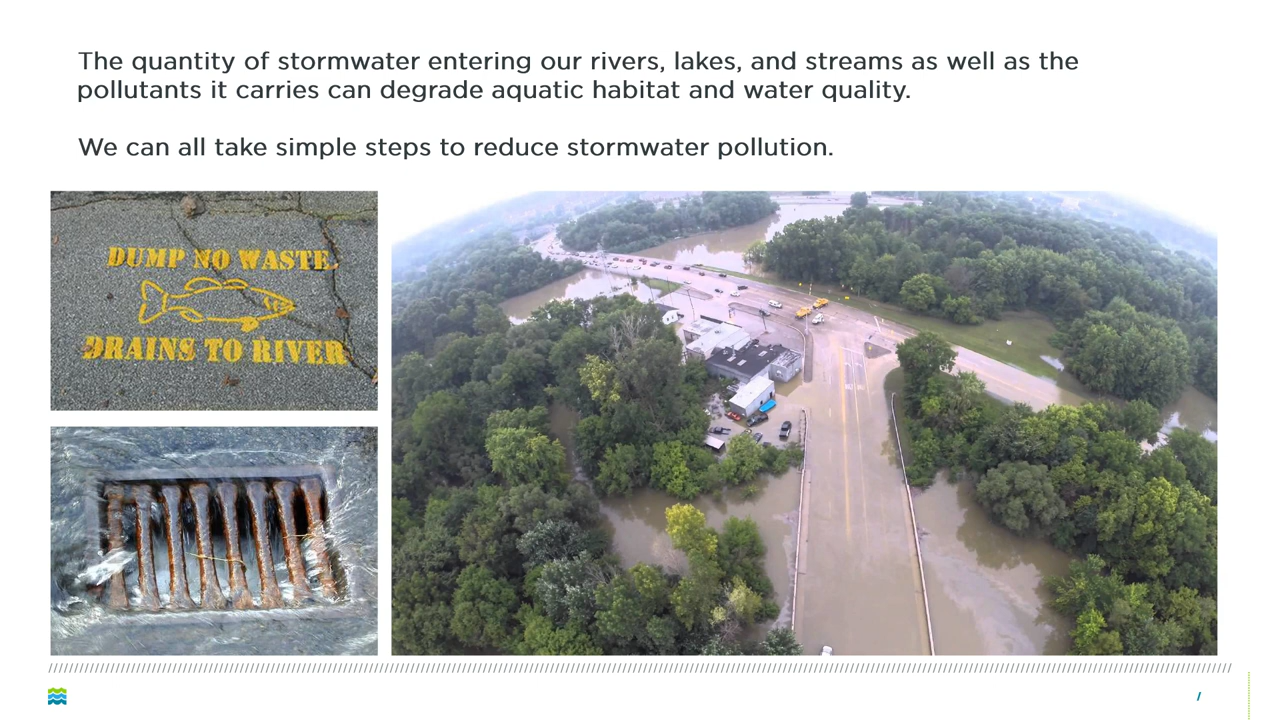 The quantity of stormwater entering our rivers, lakes, and streams as well as the
pollutants it carries can degrade aquatic habitat and water quality.
We can all take simple steps to reduce stormwater pollution.
DUMP NO WASTE
DRAINS TO RIVER
/